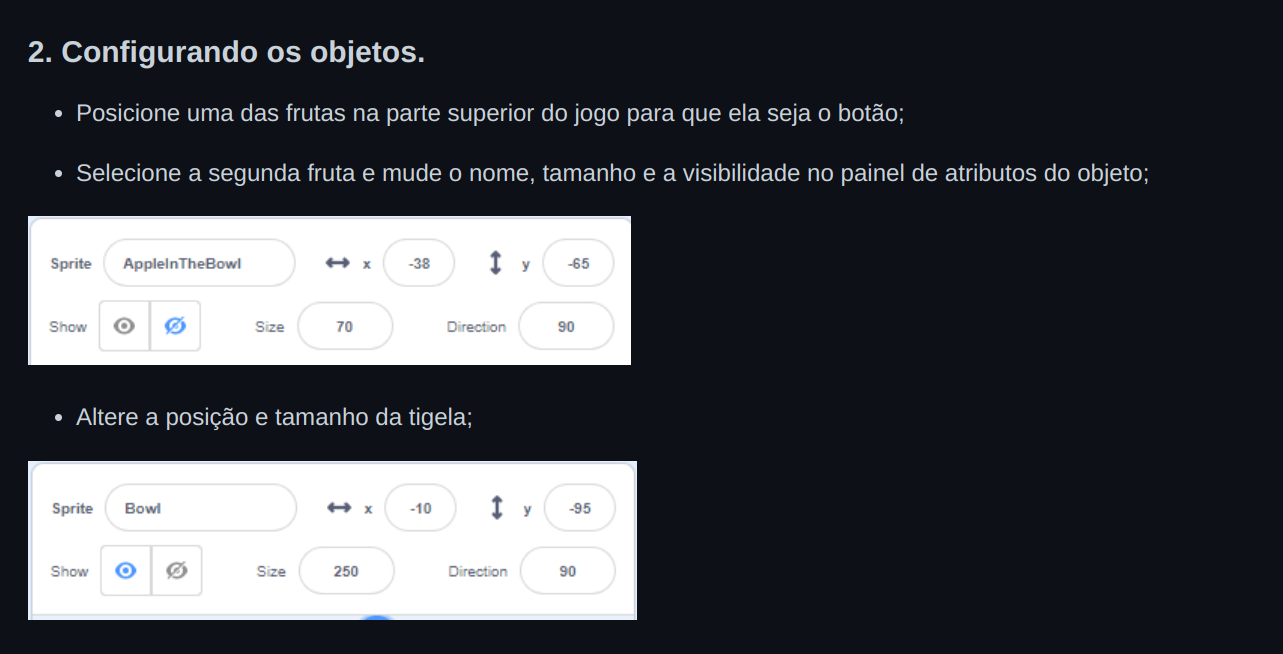 2. Configurando os objetos.
• Posicione uma das frutas na parte superior do jogo para que ela seja o botão;
• Selecione a segunda fruta e mude o nome, tamanho e a visibilidade no painel de atributos do objeto;
Sprite AppleInTheBowl x -38 y -65
Show Size 70 Direction 90
• Altere a posição e tamanho da tigela;
Sprite Bowl x -10 y -95
Show Size 250 Direction 90